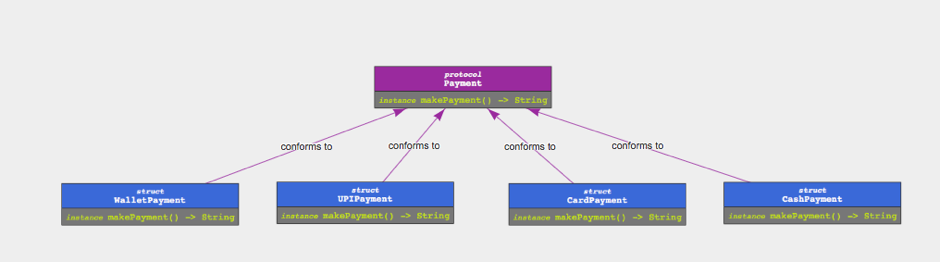 protocol
Payment
instance makePayment() -> String
conforms to
conforms to
conforms to
conforms to
struct
WalletPayment
instance makePayment() -> String
struct
UPIPayment
instance makePayment() -> String
struct
CardPayment
instance makePayment() -> String
struct
CashPayment
instance makePayment() -> String